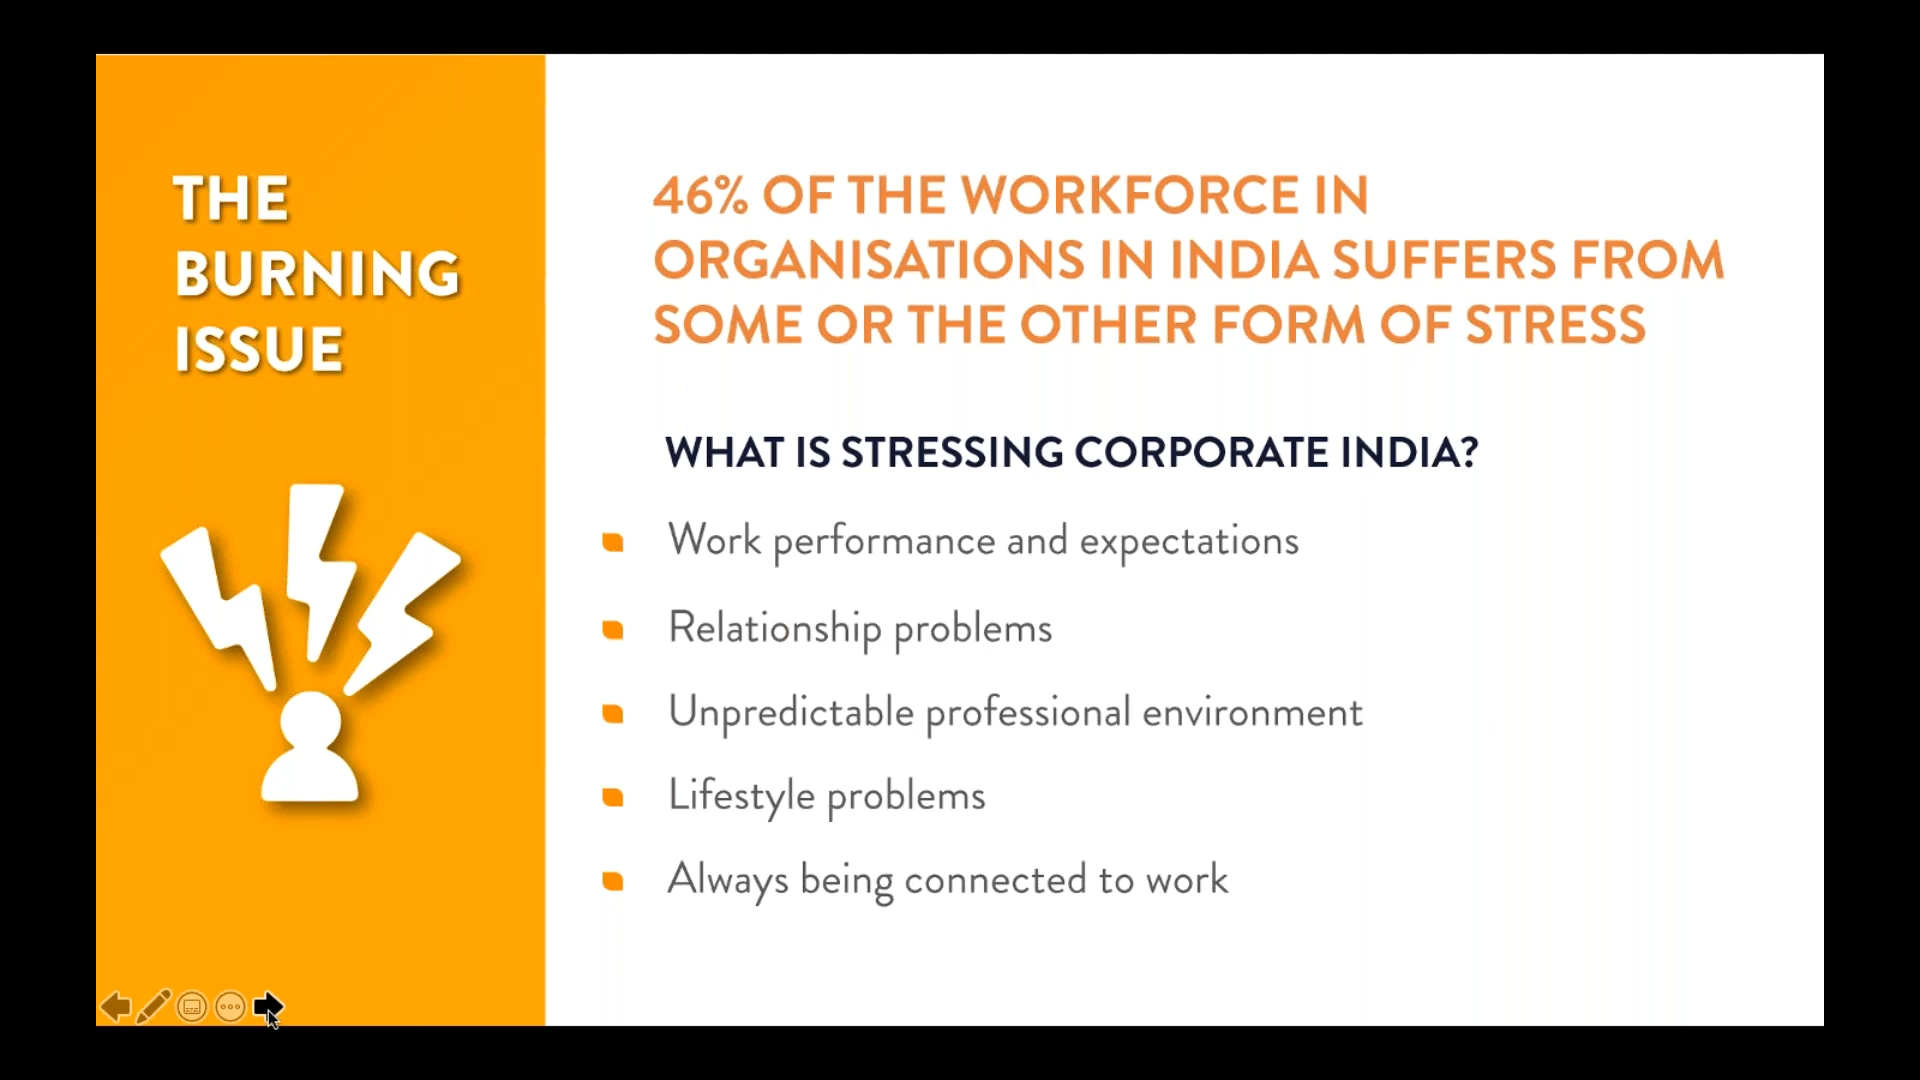 THE
BURNING
ISSUE
46% OF THE WORKFORCE IN
ORGANISATIONS IN INDIA SUFFERS FROM
SOME OR THE OTHER FORM OF STRESS
WHAT IS STRESSING CORPORATE INDIA?
Work performance and expectations
Relationship problems
Unpredictable professional environment
Lifestyle problems
Always being connected to work